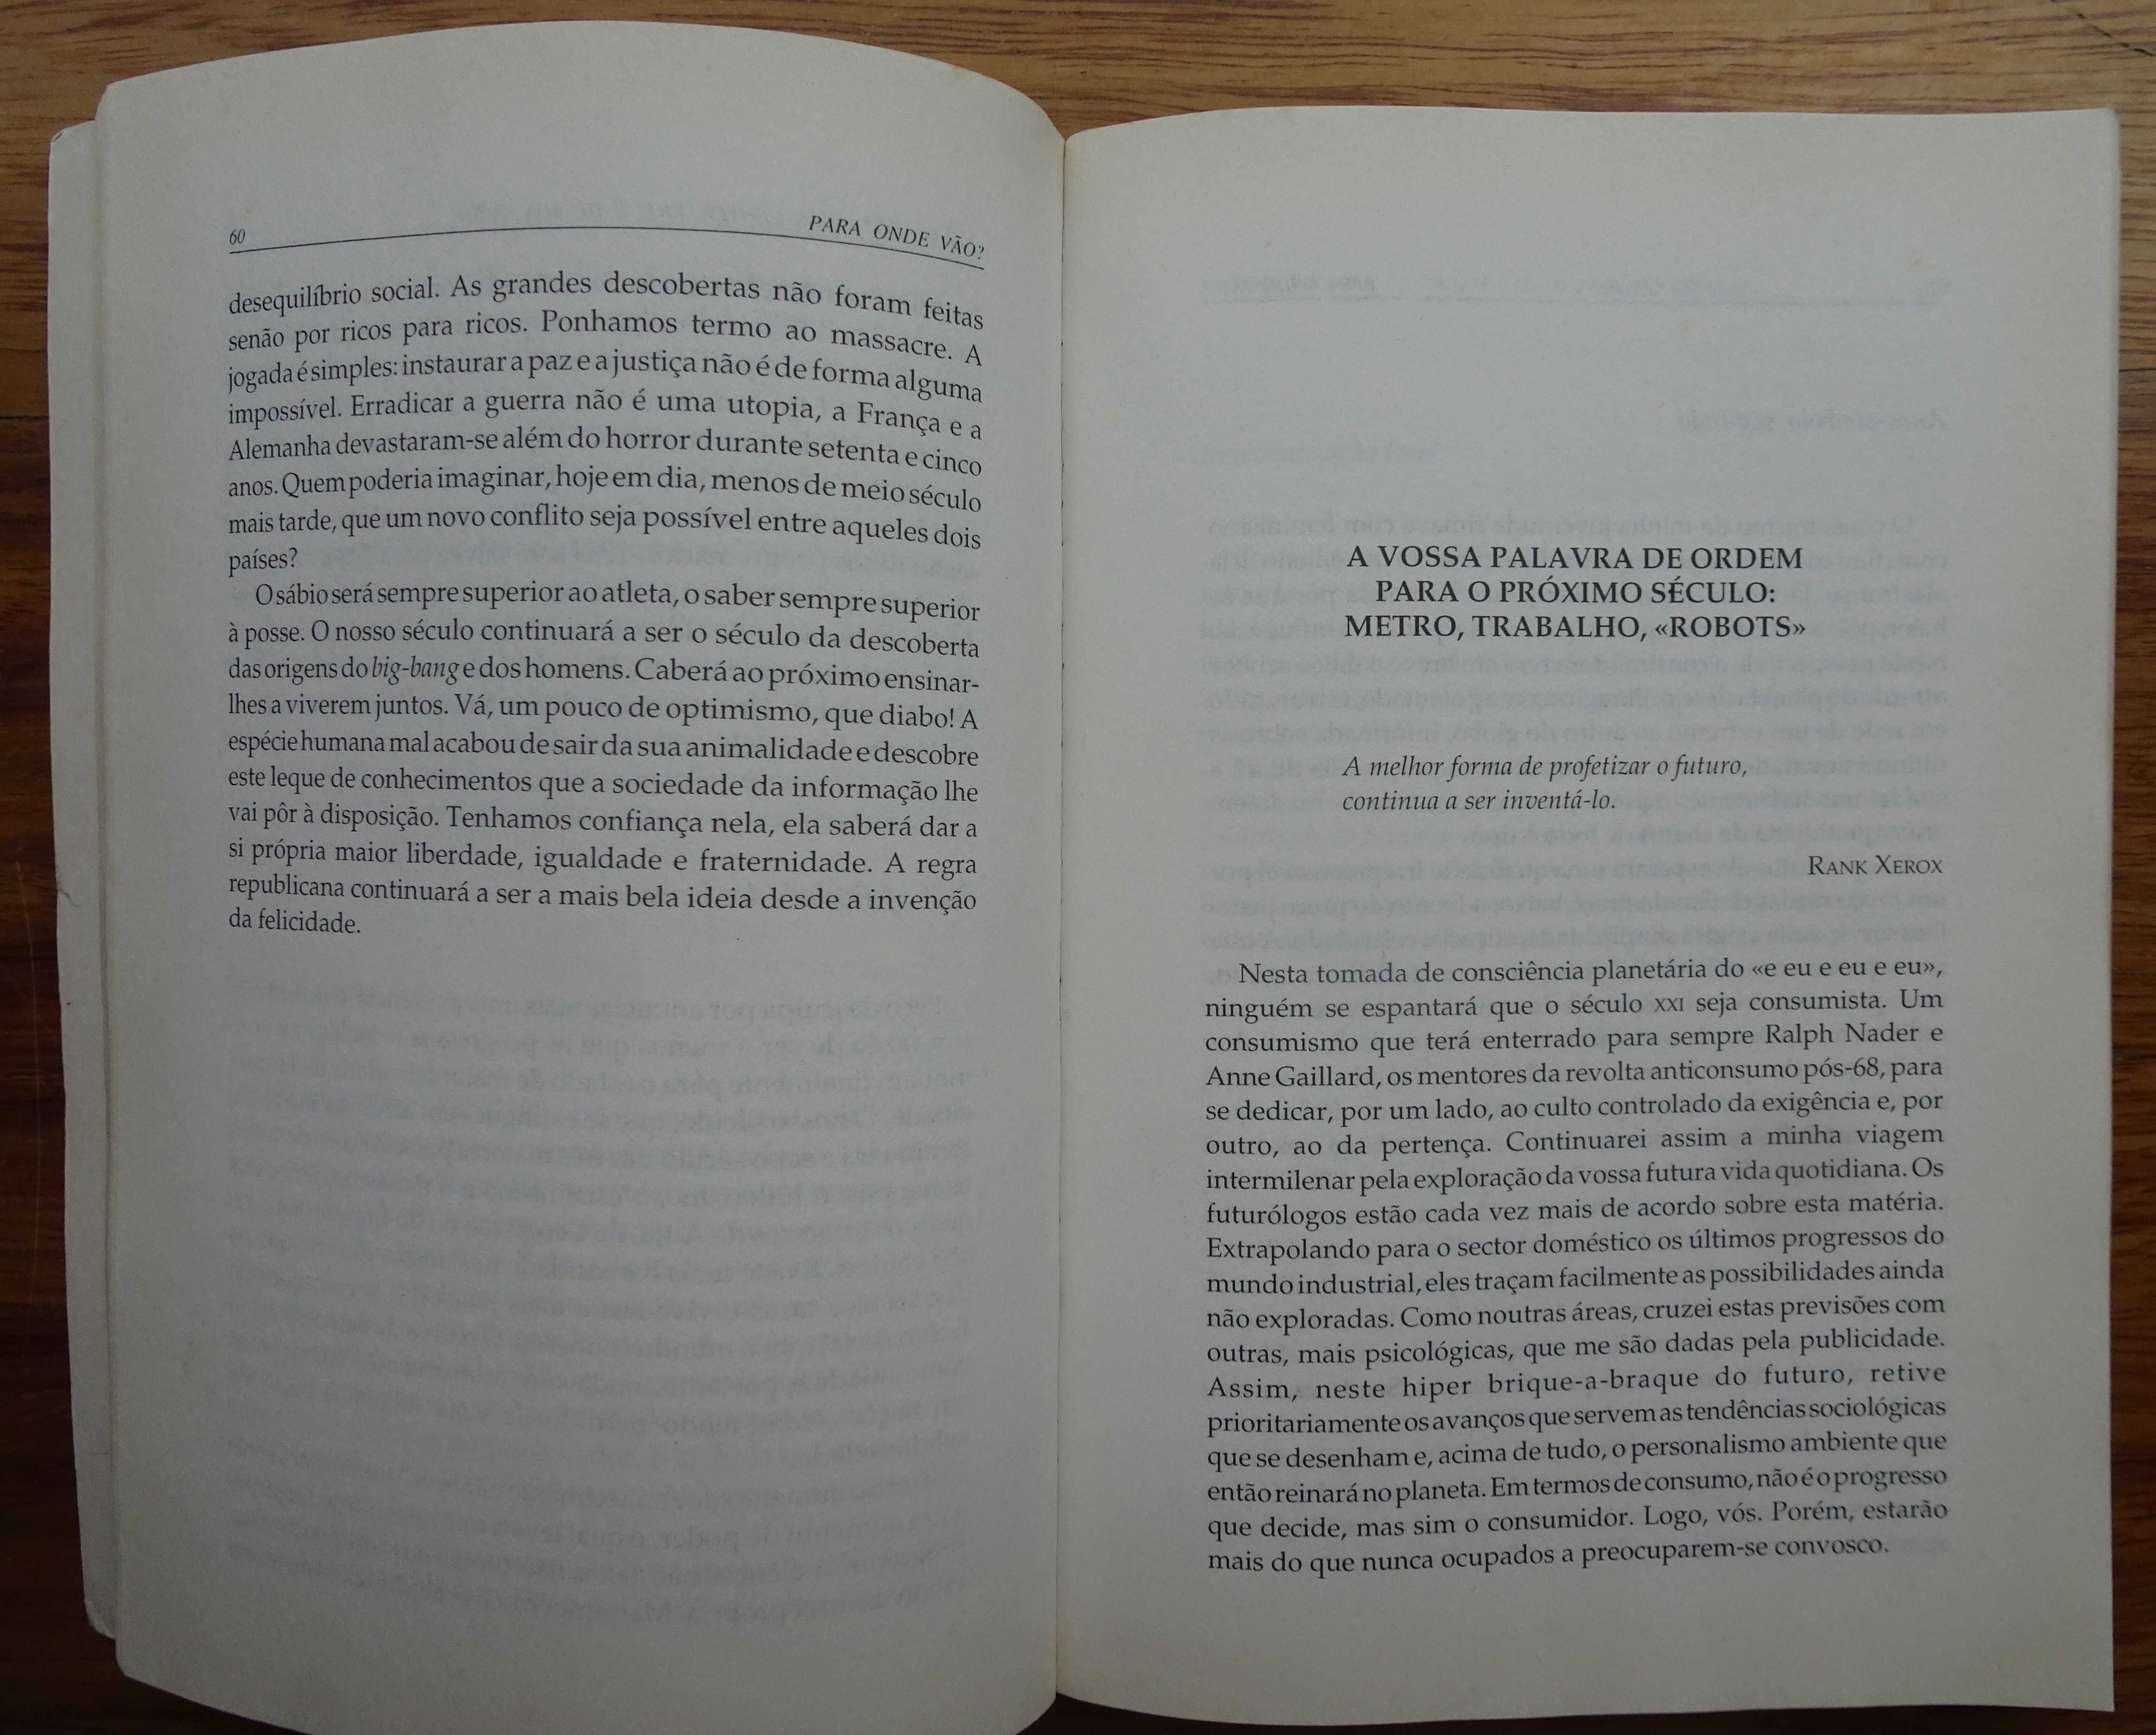 60
PARA ONDE VÃO?
desequilíbrio social. As grandes descobertas não foram feitas
senão por ricos para ricos. Ponhamos termo ao massacre. A
jogada é simples: instaurar a paz e a justiça não é de forma alguma
impossível. Erradicar a guerra não é uma utopia, a França e a
Alemanha devastaram-se além do horror durante setenta e cinco
anos. Quem poderia imaginar, hoje em dia, menos de meio século
mais tarde, que um novo conflito seja possível entre aqueles dois
países?
O sábio será sempre superior ao atleta, o saber sempre superior
à posse. O nosso século continuará a ser o século da descoberta
das origens do big-bang e dos homens. Caberá ao próximo ensinar-
lhes a viverem juntos. Vá, um pouco de optimismo, que diabo! A
espécie humana mal acabou de sair da sua animalidade e descobre
este leque de conhecimentos que a sociedade da informação lhe
vai pôr à disposição. Tenhamos confiança nela, ela saberá dar a
si própria maior liberdade, igualdade e fraternidade. A regra
republicana continuará a ser a mais bela ideia desde a invenção
da felicidade.
A VOSSA PALAVRA DE ORDEM
PARA O PRÓXIMO SÉCULO:
METRO, TRABALHO, «ROBOTS»
A melhor forma de profetizar o futuro,
continua a ser inventá-lo.
RANK XEROX
Nesta tomada de consciência planetária do «e eu e eu e eu»,
ninguém se espantará que o século XXI seja consumista. Um
consumismo que terá enterrado para sempre Ralph Nader e
Anne Gaillard, os mentores da revolta anticonsumo pós-68, para
se dedicar, por um lado, ao culto controlado da exigência e, por
outro, ao da pertença. Continuarei assim a minha viagem
intermilenar pela exploração da vossa futura vida quotidiana. Os
futurólogos estão cada vez mais de acordo sobre esta matéria.
Extrapolando para o sector doméstico os últimos progressos do
mundo industrial, eles traçam facilmente as possibilidades ainda
não exploradas. Como noutras áreas, cruzei estas previsões com
outras, mais psicológicas, que me são dadas pela publicidade.
Assim, neste hiper brique-a-braque do futuro, retive
prioritariamente os avanços que servem as tendências sociológicas
que se desenham e, acima de tudo, o personalismo ambiente que
então reinará no planeta. Em termos de consumo, não é o progresso
que decide, mas sim o consumidor. Logo, vós. Porém, estarão
mais do que nunca ocupados a preocuparem-se convosco.